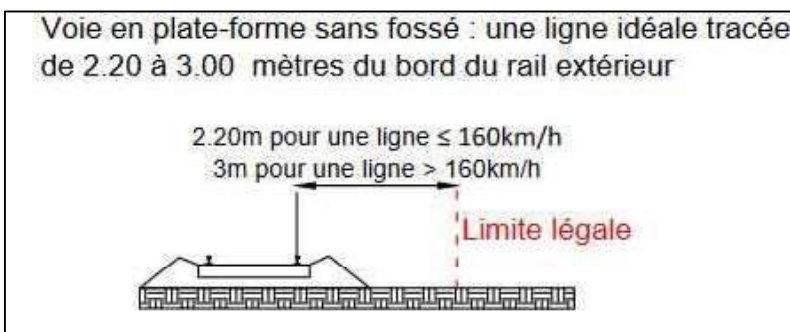 Voie en plate-forme sans fossé : une ligne idéale tracée
de 2.20 à 3.00 mètres du bord du rail extérieur
2.20m pour une ligne ≤ 160km/h
3m pour une ligne > 160km/h
Limite légale